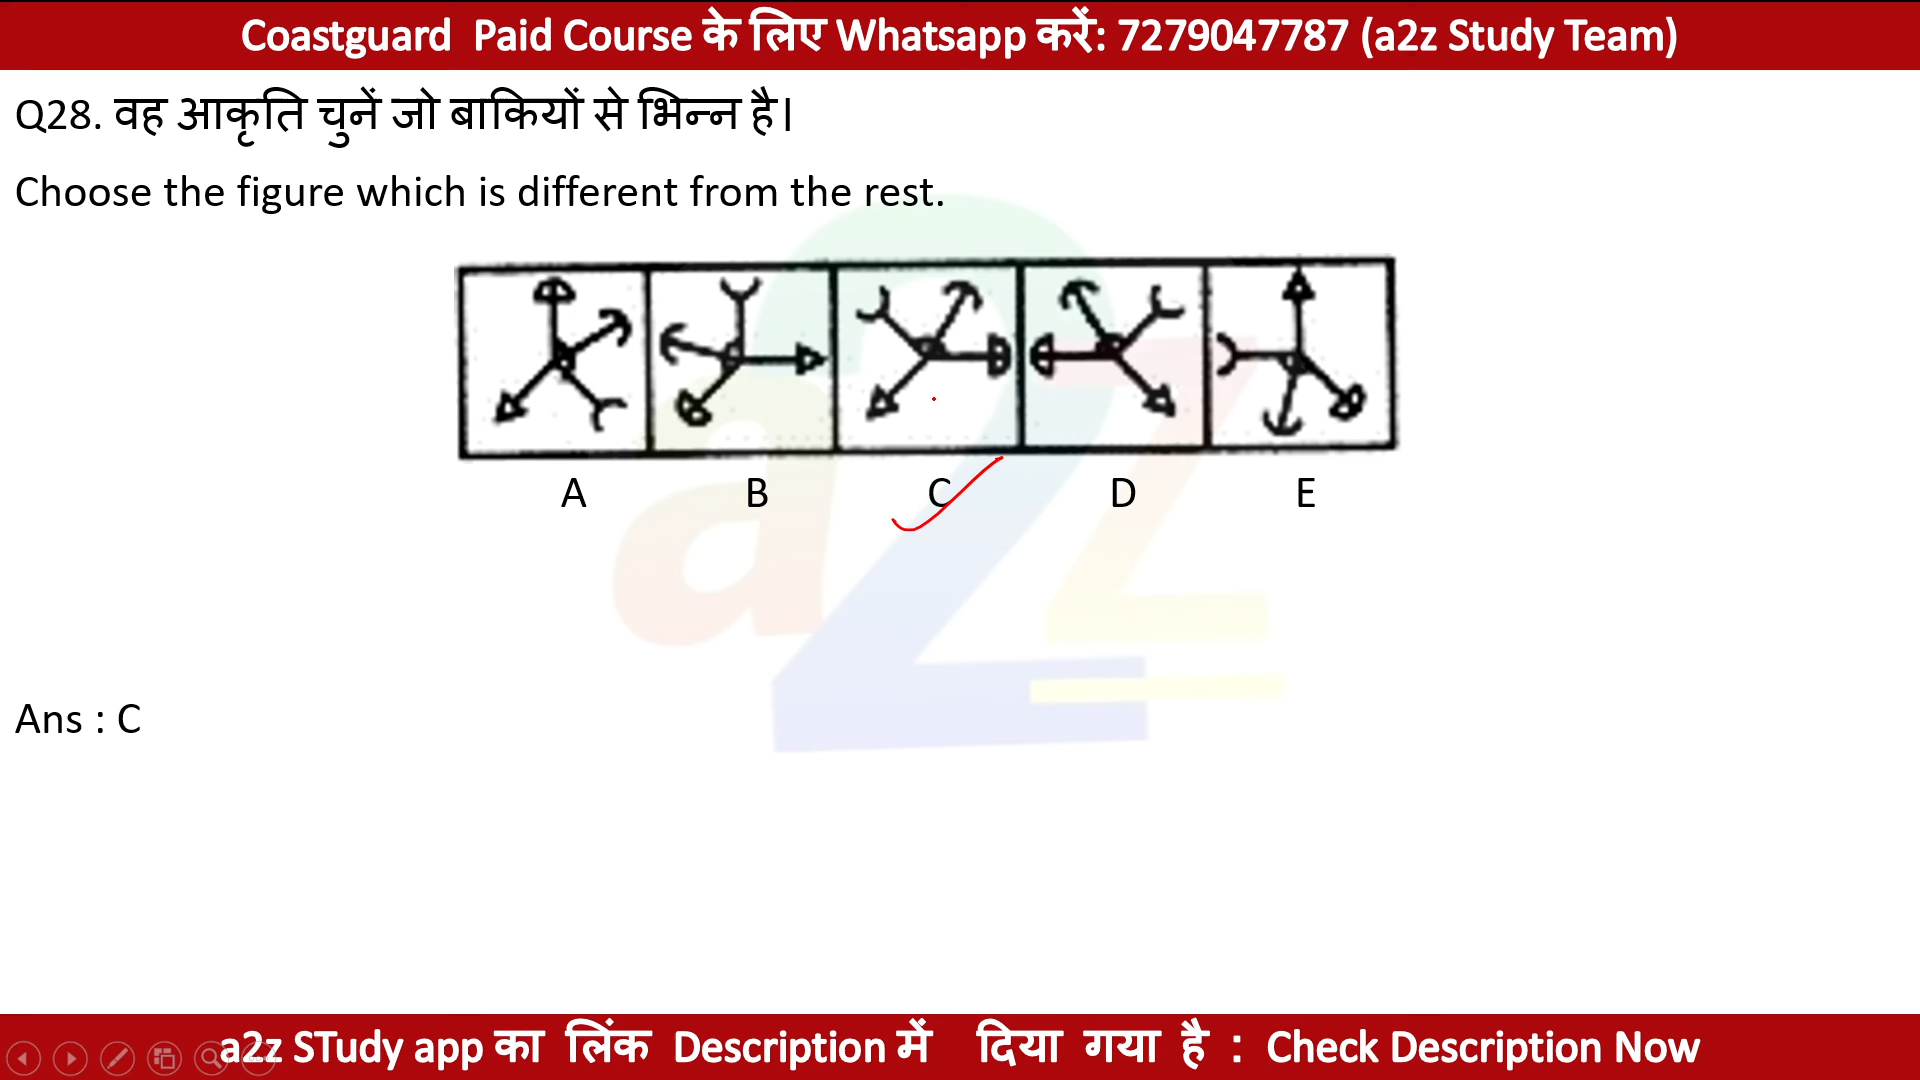 Coastguard Paid Course के लिए Whatsapp करें: 7279047787 (a2z Study Team)
Q28. वह आकृति चुनें जो बाकियों से भिन्न है।
Choose the figure which is different from the rest.
a2z
A B C D E
Ans : C
a2z STudy app का लिंक Description में दिया गया है : Check Description Now